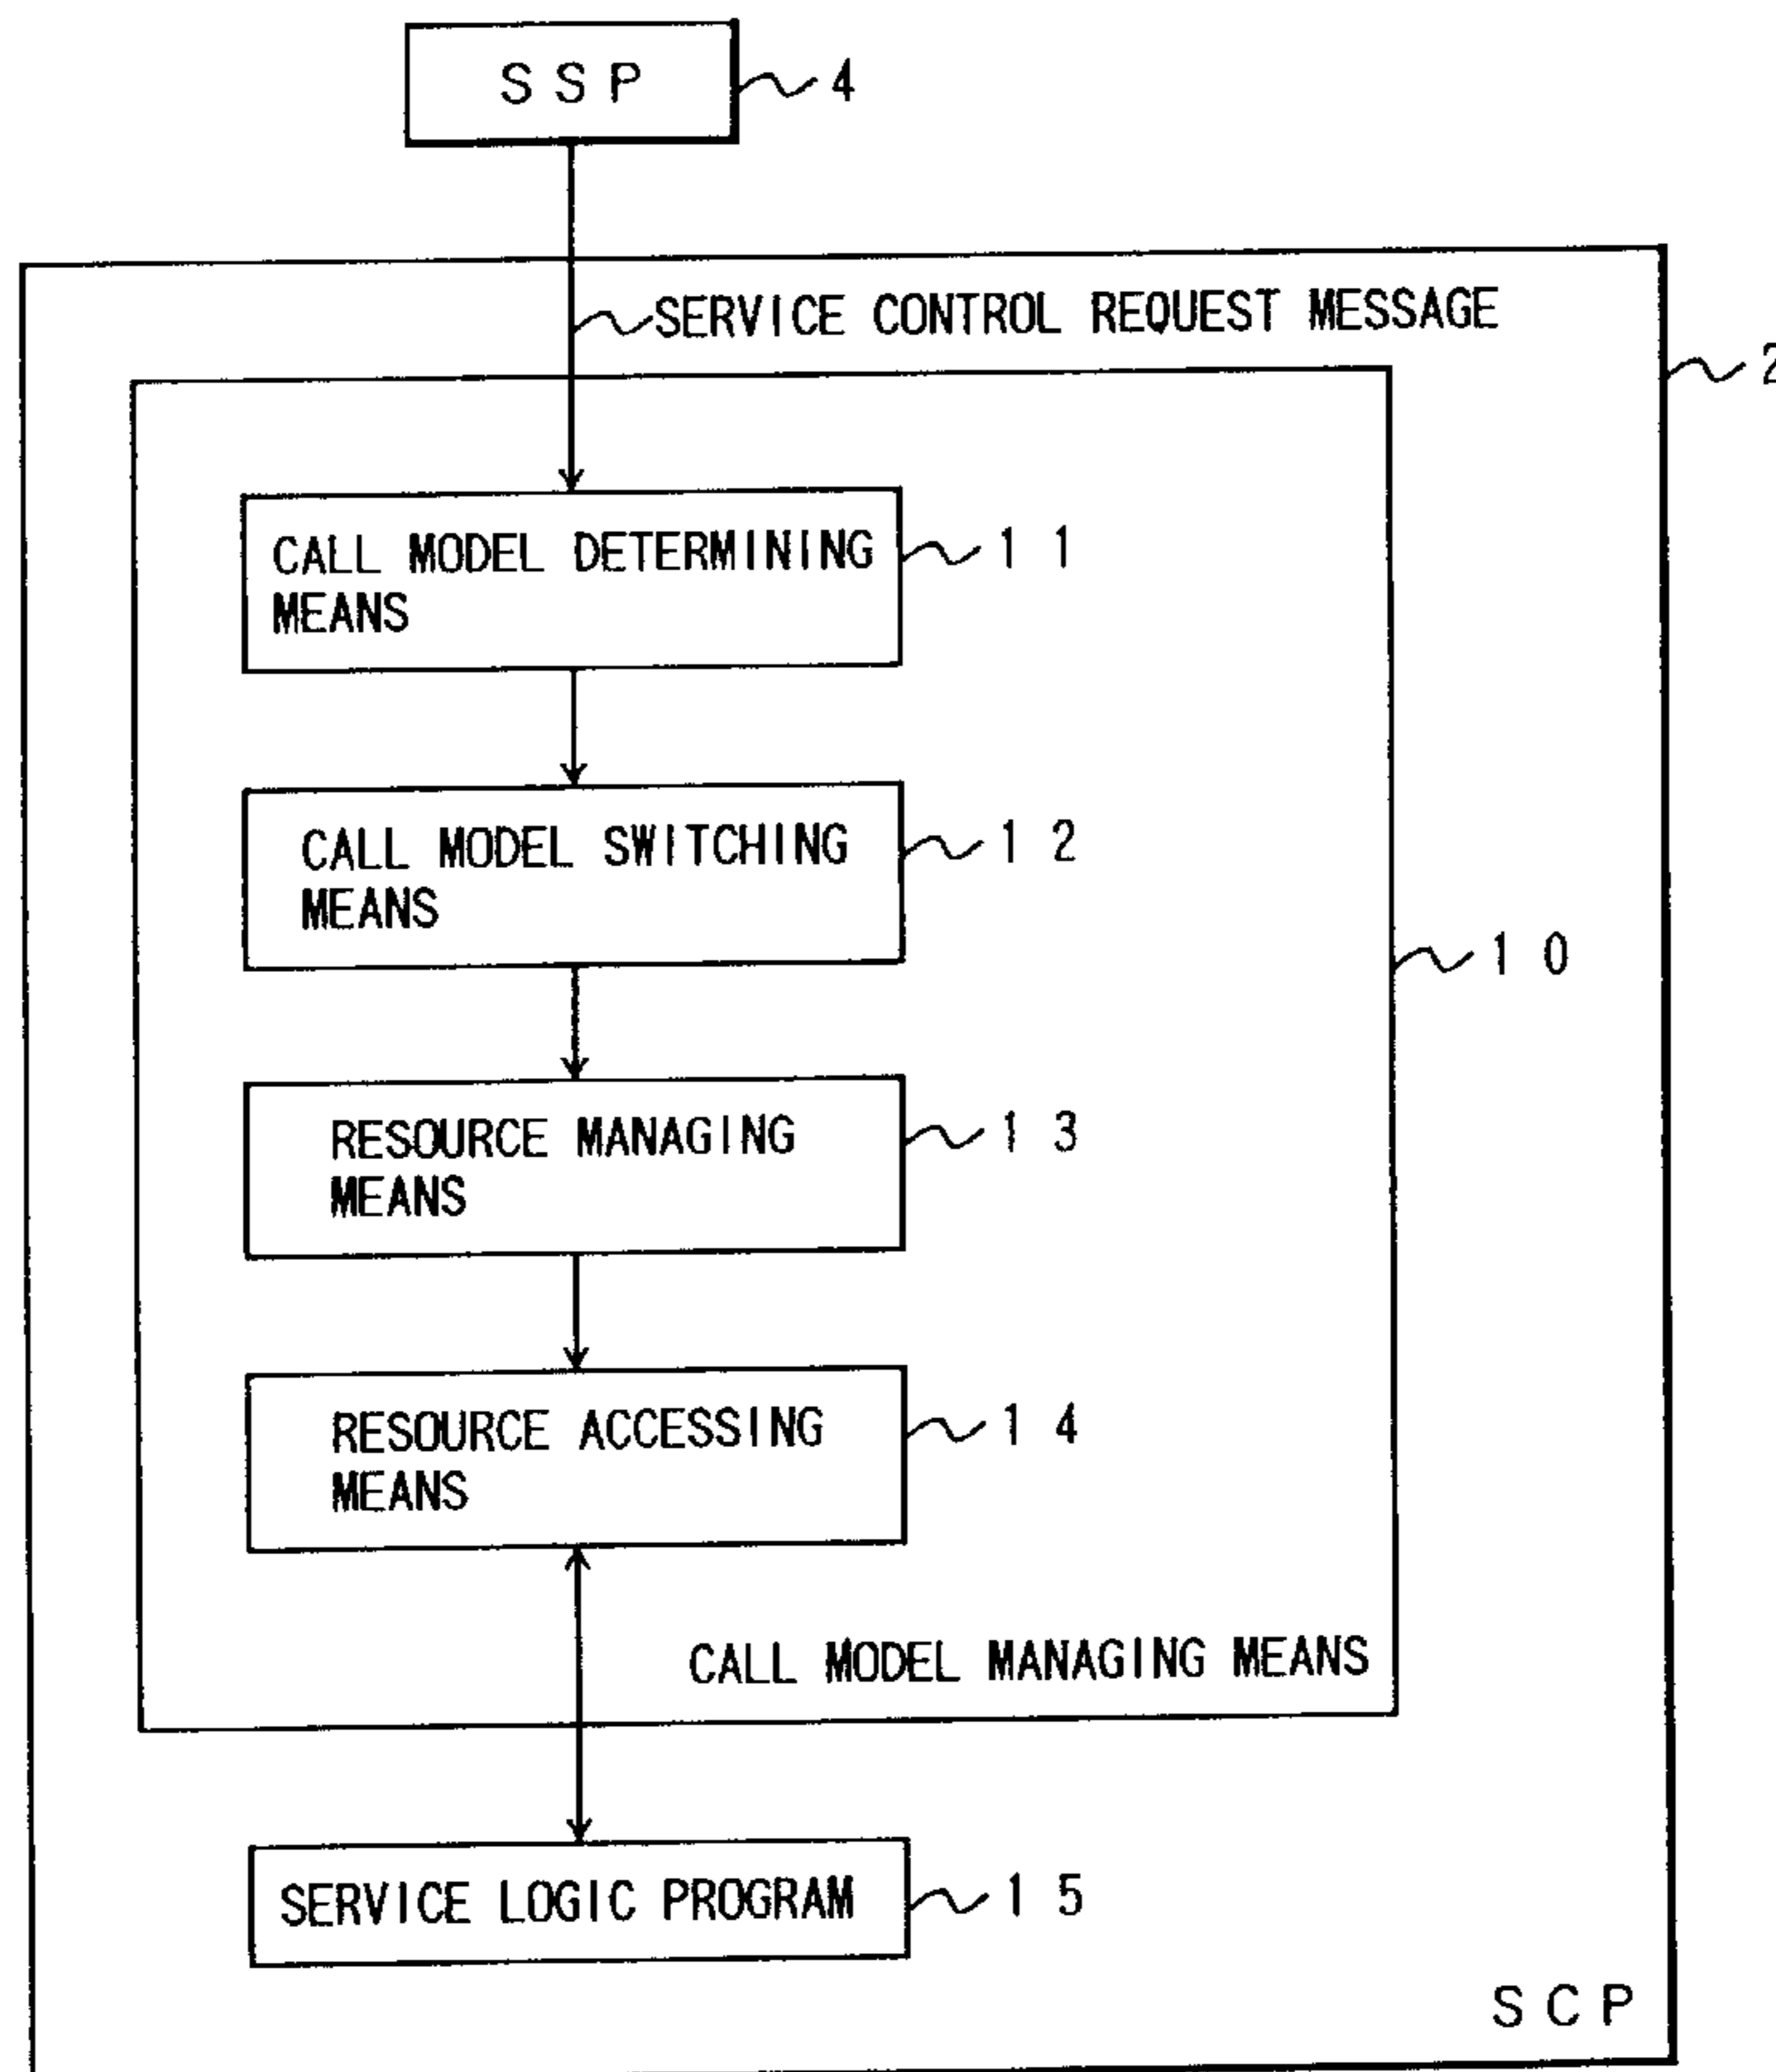 SSP 4
SERVICE CONTROL REQUEST MESSAGE
2
CALL MODEL DETERMINING
MEANS
11
CALL MODEL SWITCHING
MEANS
12
10
RESOURCE MANAGING
MEANS
13
RESOURCE ACCESSING
MEANS
14
CALL MODEL MANAGING MEANS
SERVICE LOGIC PROGRAM 15
SCP